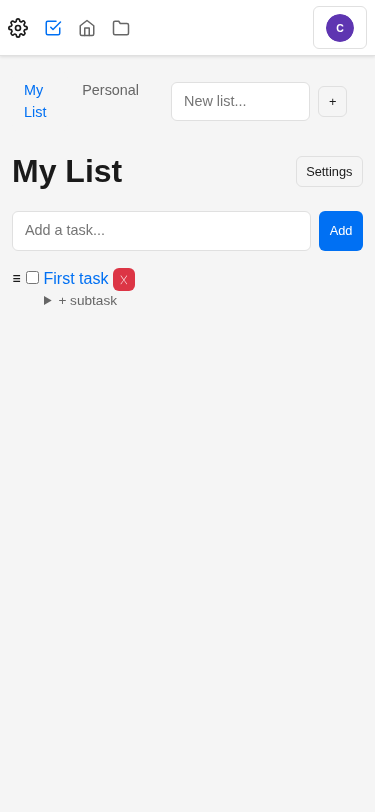 C
My
List
Personal
New list...
+
My List
Settings
Add a task...
Add
First task
X
+ subtask